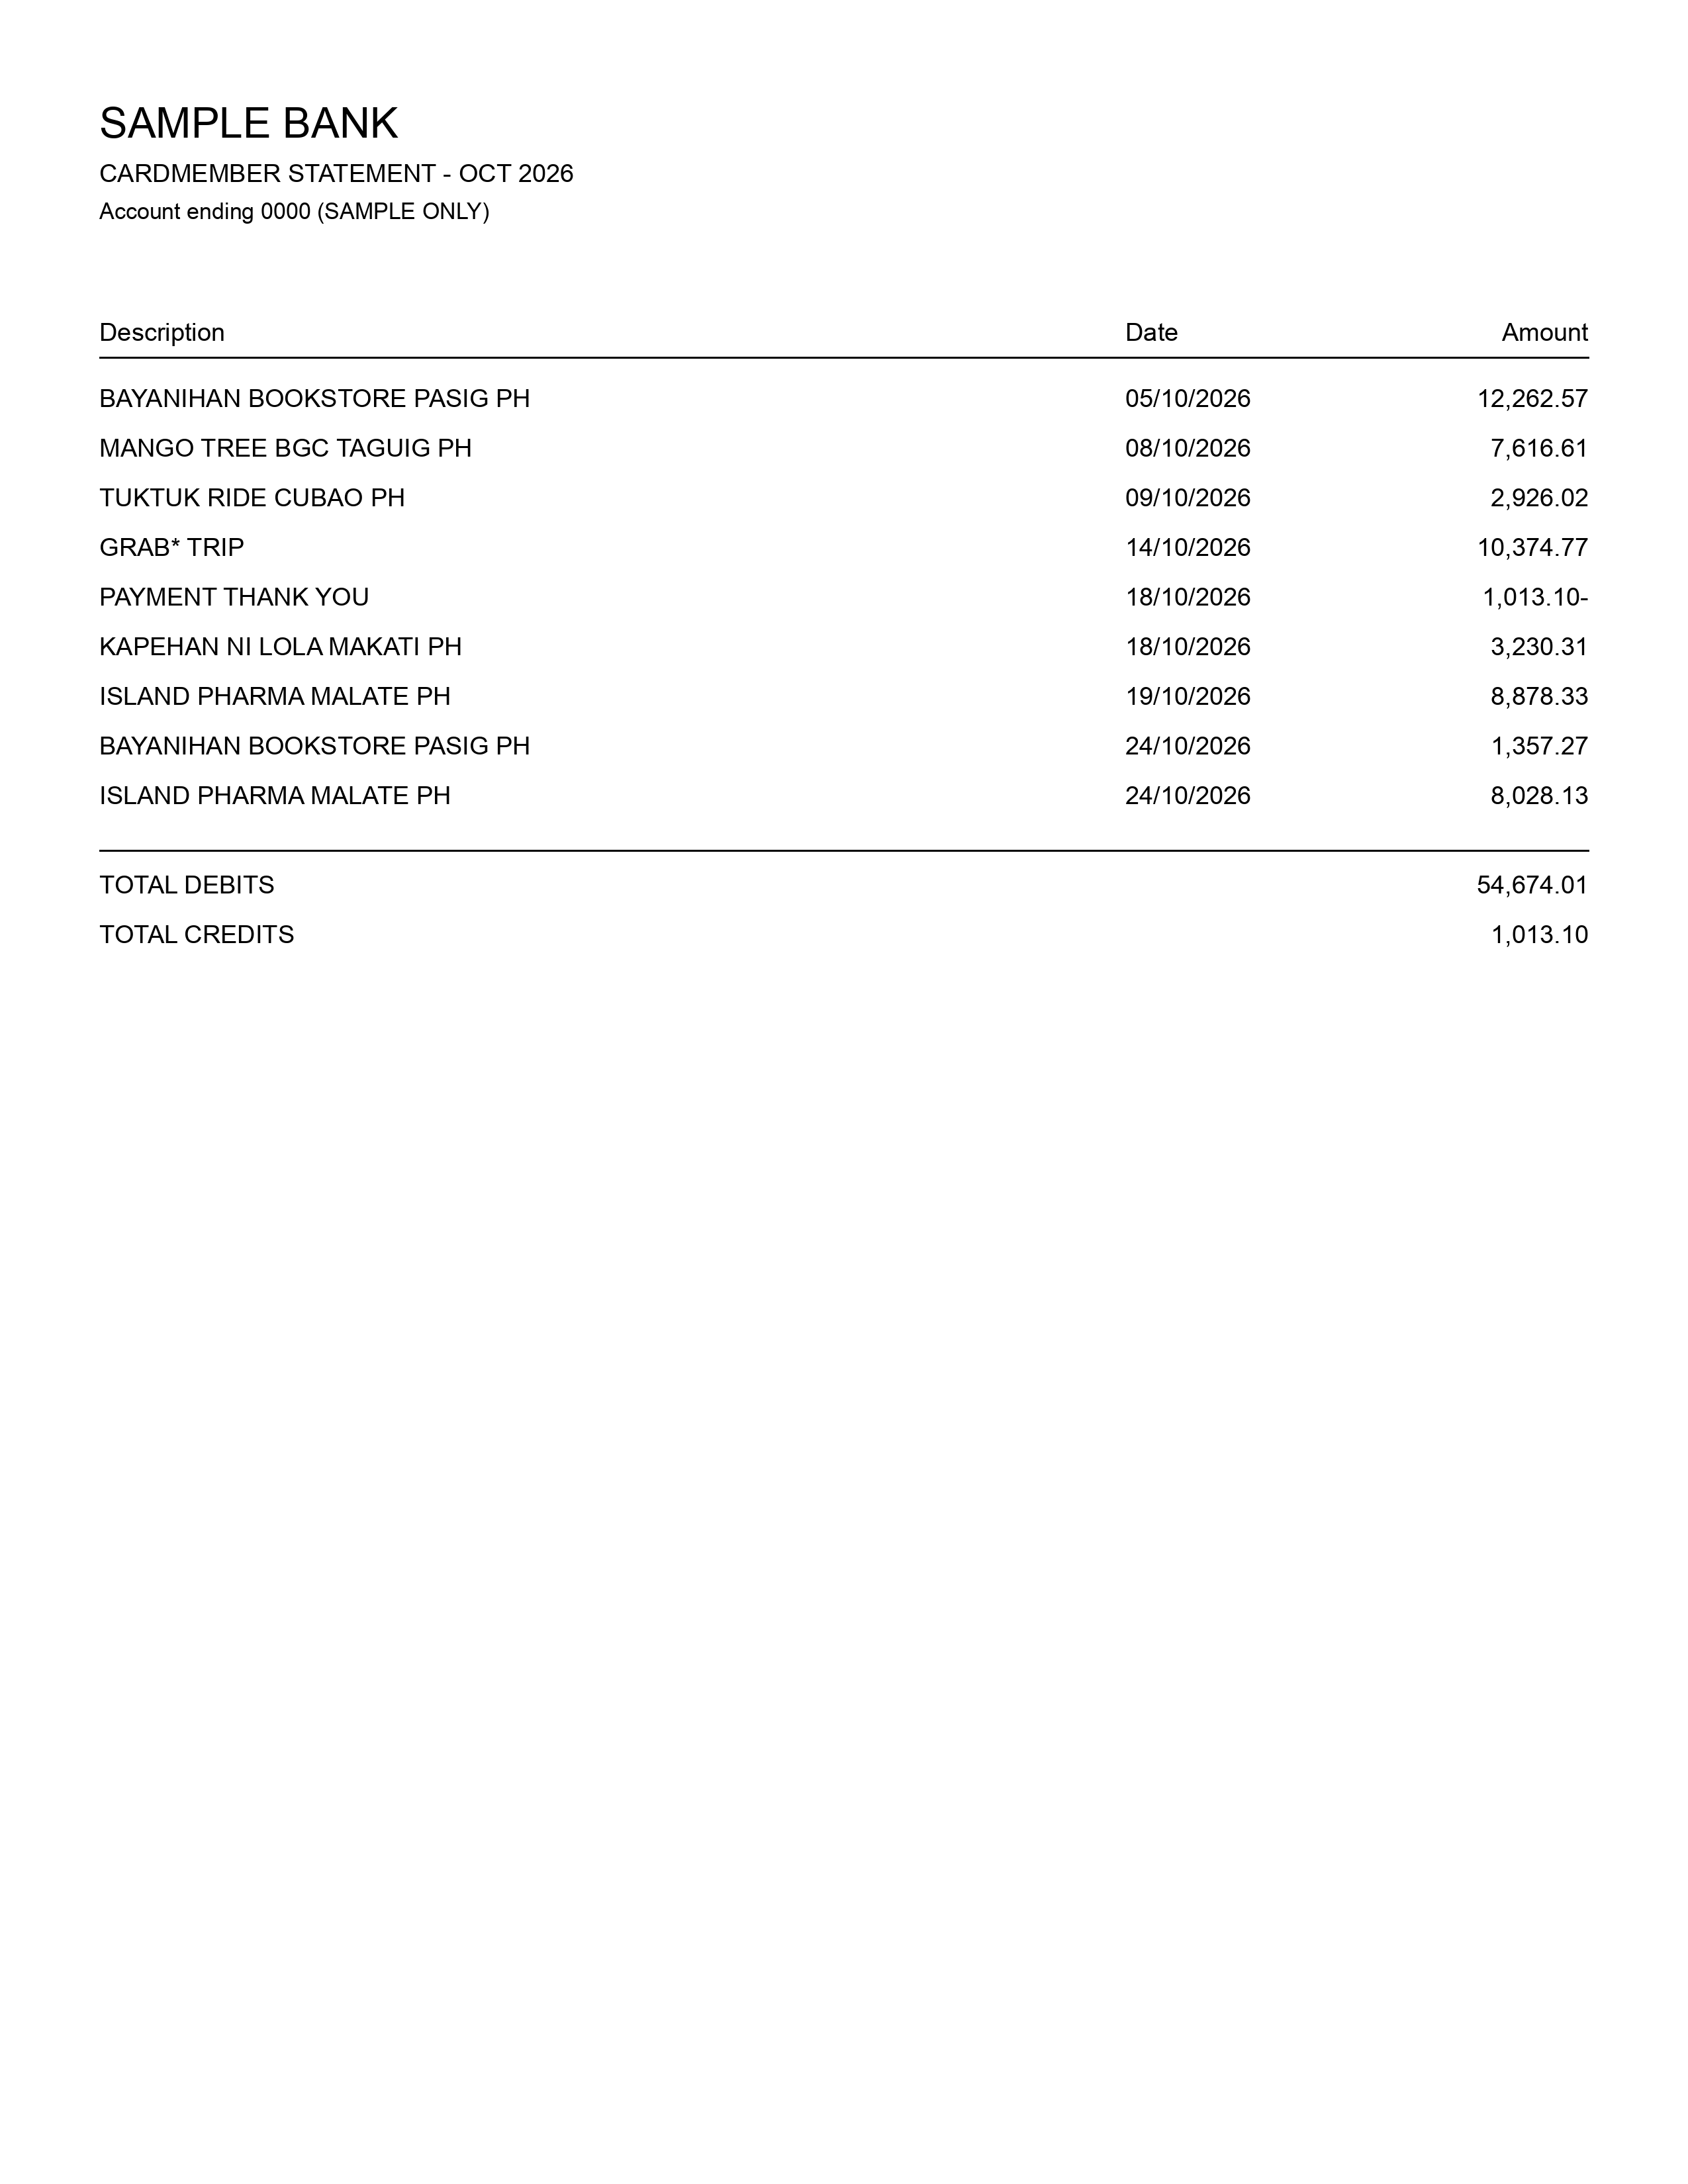 SAMPLE BANK
CARDMEMBER STATEMENT - OCT 2026
Account ending 0000 (SAMPLE ONLY)
Description Date Amount
BAYANIHAN BOOKSTORE PASIG PH 05/10/2026 12,262.57
MANGO TREE BGC TAGUIG PH 08/10/2026 7,616.61
TUKTUK RIDE CUBAO PH 09/10/2026 2,926.02
GRAB* TRIP 14/10/2026 10,374.77
PAYMENT THANK YOU 18/10/2026 1,013.10-
KAPEHAN NI LOLA MAKATI PH 18/10/2026 3,230.31
ISLAND PHARMA MALATE PH 19/10/2026 8,878.33
BAYANIHAN BOOKSTORE PASIG PH 24/10/2026 1,357.27
ISLAND PHARMA MALATE PH 24/10/2026 8,028.13
TOTAL DEBITS 54,674.01
TOTAL CREDITS 1,013.10